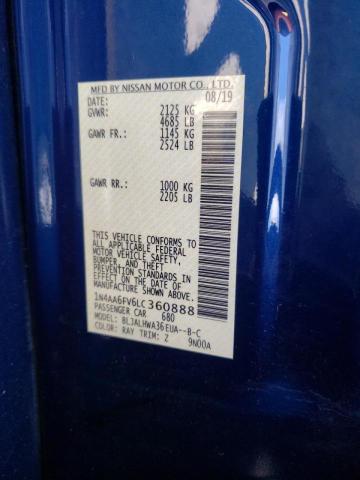 MFD BY NISSAN MOTOR CO., LTD.
DATE: 08/19
GVWR: 2125 KG
4685 LB
GAWR FR.: 1145 KG
2524 LB
GAWR RR.: 1000 KG
2205 LB
THIS VEHICLE CONFORMS TO
ALL APPLICABLE FEDERAL
MOTOR VEHICLE SAFETY,
BUMPER, AND THEFT
PREVENTION STANDARDS
IN EFFECT ON THE DATE OF
MANUFACTURE SHOWN ABOVE.
1N4AA6FV6LC360888
PASSENGER CAR 680
MODEL: BLJALHWA36EUA--B-C
COLOR: RAY TRIM: Z 9N00A